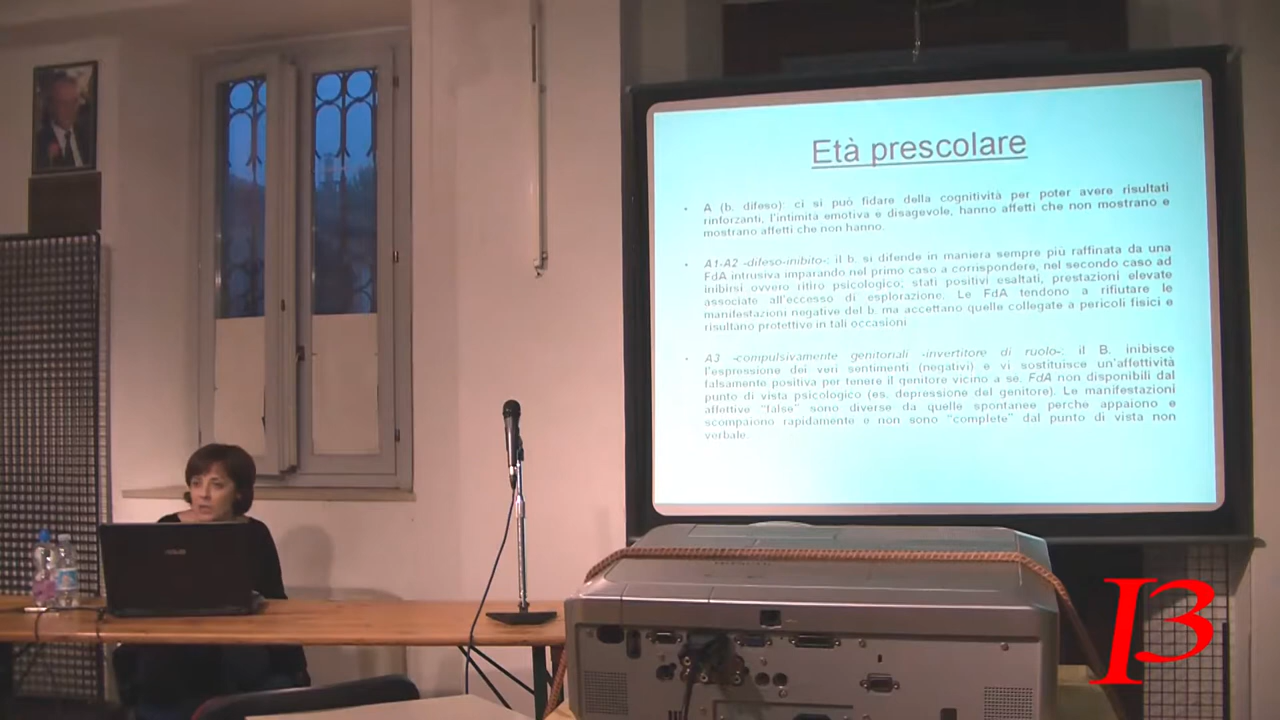 Età prescolare
• A (b. difeso): ci si può fidare della cognitività per poter avere risultati
rinforzanti, l'intimità emotiva è disagevole, hanno affetti che non mostrano e
mostrano affetti che non hanno.
• A1-A2 -difeso-inibito-: il b. si difende in maniera sempre più raffinata da una
FdA intrusiva imparando nel primo caso a corrispondere, nel secondo caso ad
inibirsi ovvero ritiro psicologico; stati positivi esaltati, prestazioni elevate
associate all'eccesso di esplorazione. Le FdA tendono a rifiutare le
manifestazioni negative del b. ma accettano quelle collegate a pericoli fisici e
risultano protettive in tali occasioni
• A3 -compulsivamente genitoriali -invertitore di ruolo-: il B. inibisce
l'espressione dei veri sentimenti (negativi) e vi sostituisce un'affettività
falsamente positiva per tenere il genitore vicino a sé. FdA non disponibili dal
punto di vista psicologico (es. depressione del genitore). Le manifestazioni
affettive "false" sono diverse da quelle spontanee perché appaiono e
scompaiono rapidamente e non sono "complete" dal punto di vista non
verbale.
ASUS
13